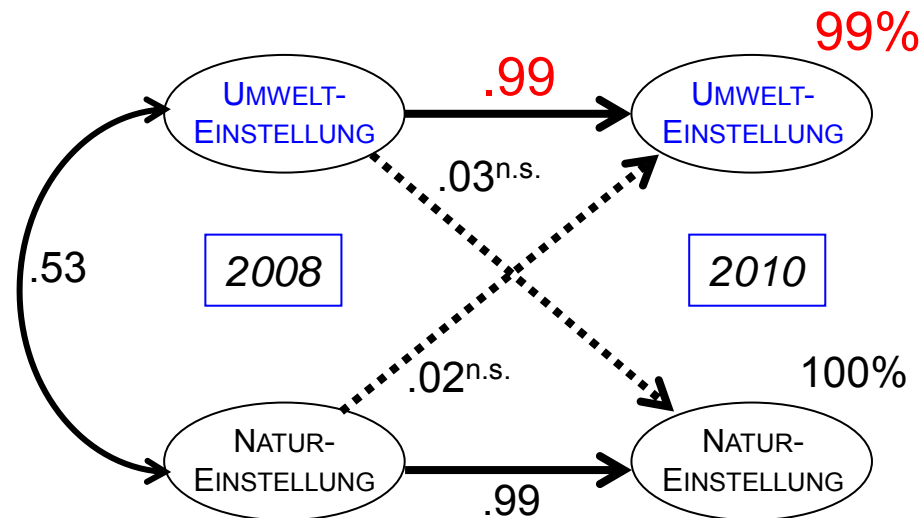 99%
.99
UMWELT-
EINSTELLUNG
UMWELT-
EINSTELLUNG
.03n.s.
.53
2008
2010
.02n.s.
100%
NATUR-
EINSTELLUNG
NATUR-
EINSTELLUNG
.99